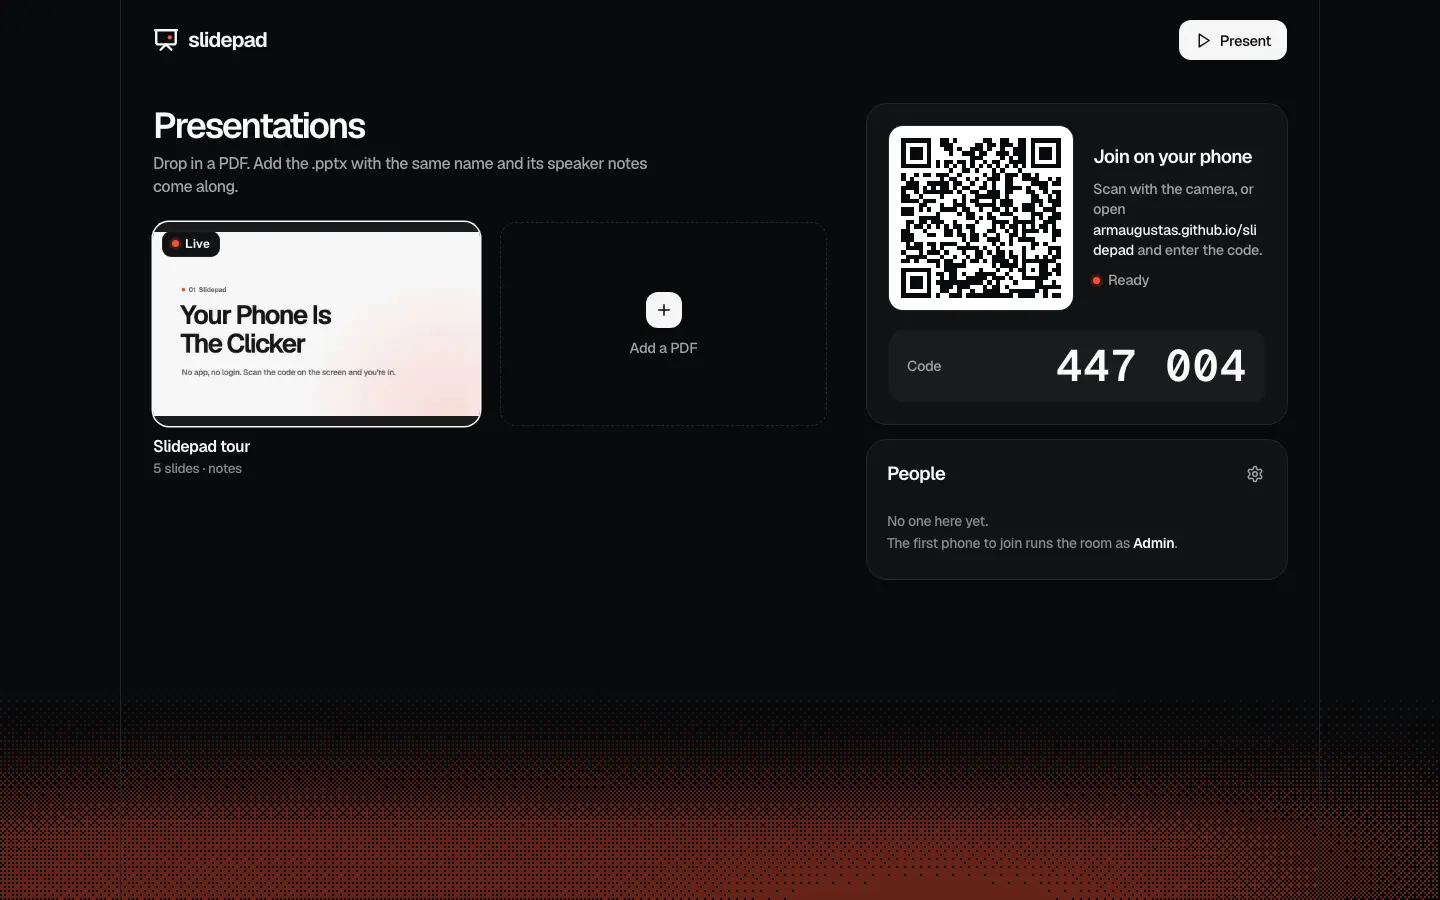 slidepad
Present
Presentations
Drop in a PDF. Add the .pptx with the same name and its speaker notes
come along.
Live
01 Slidepad
Your Phone Is
The Clicker
No app, no login. Scan the code on the screen and you're in.
Slidepad tour
5 slides · notes
Add a PDF
Join on your phone
Scan with the camera, or
open
armaugustas.github.io/sli
depad and enter the code.
Ready
Code
447 004
People
No one here yet.
The first phone to join runs the room as Admin.